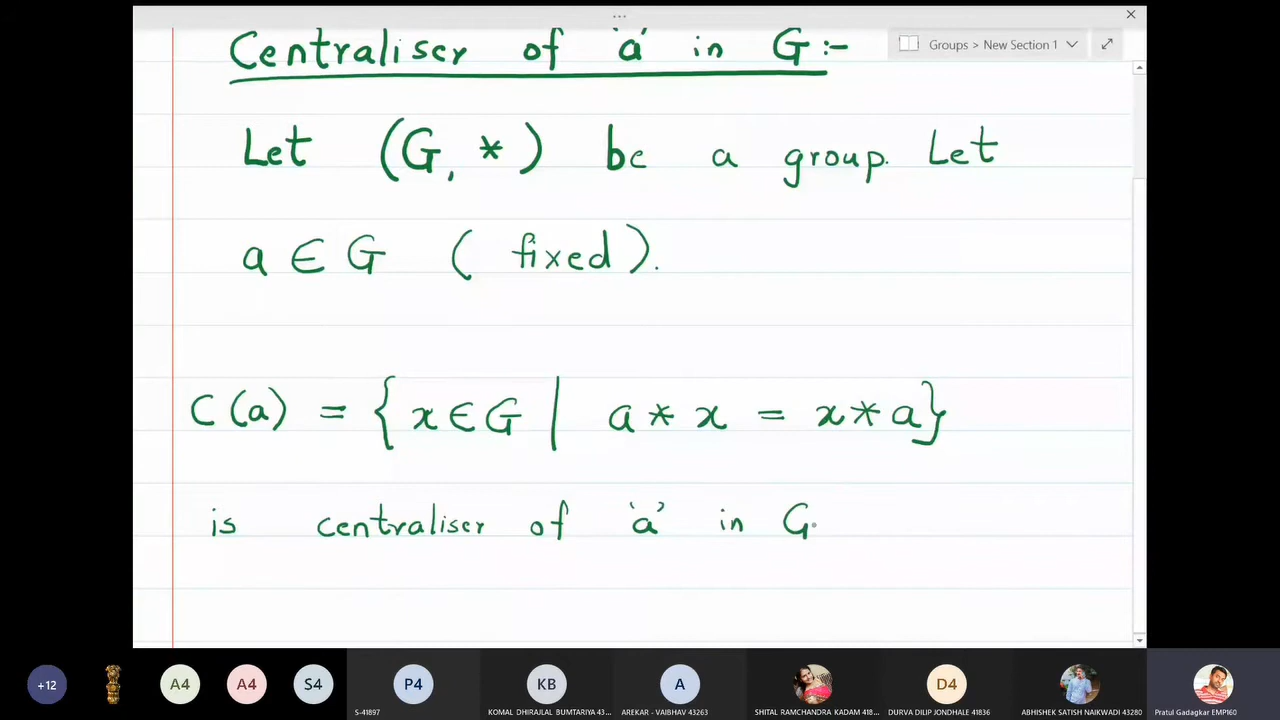 Centraliser of 'a' in G :-
Groups > New Section 1
Let (G, *) be a group. Let
a ∈ G ( fixed ).
C(a) = { x ∈ G | a * x = x * a }
is centraliser of 'a' in G
+12
A4
A4
S4
P4
KB
A
D4
S-41897
KOMAL DHIRAJLAL BUMTARIYA 43...
AREKAR - VAIBHAV 43263
SHITAL RAMCHANDRA KADAM 418...
DURVA DILIP JONDHALE 41836
ABHISHEK SATISH NAIKWADI 43280
Pratul Gadagkar EMP160